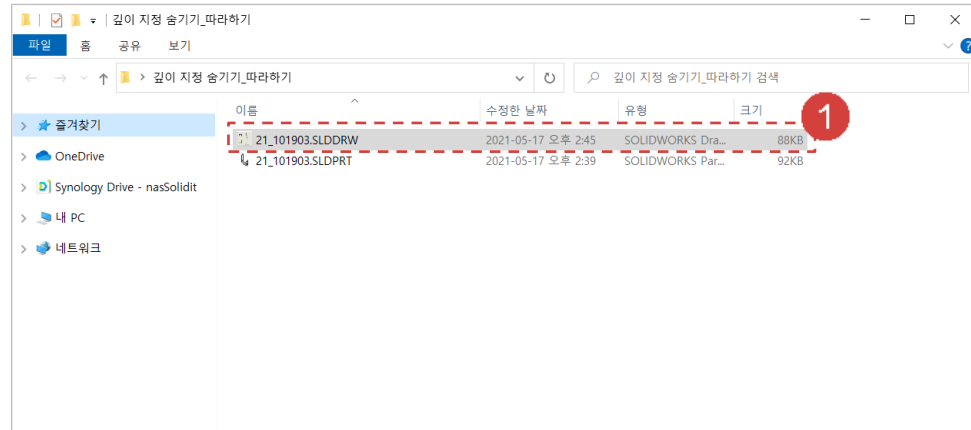 깊이 지정 숨기기_따라하기
파일 홈 공유 보기
깊이 지정 숨기기_따라하기 깊이 지정 숨기기_따라하기 검색
이름 수정한 날짜 유형 크기
1
즐겨찾기
21_101903.SLDDRW 2021-05-17 오후 2:45 SOLIDWORKS Dra... 88KB
OneDrive
21_101903.SLDPRT 2021-05-17 오후 2:39 SOLIDWORKS Par... 92KB
Synology Drive - nasSolidit
내 PC
네트워크